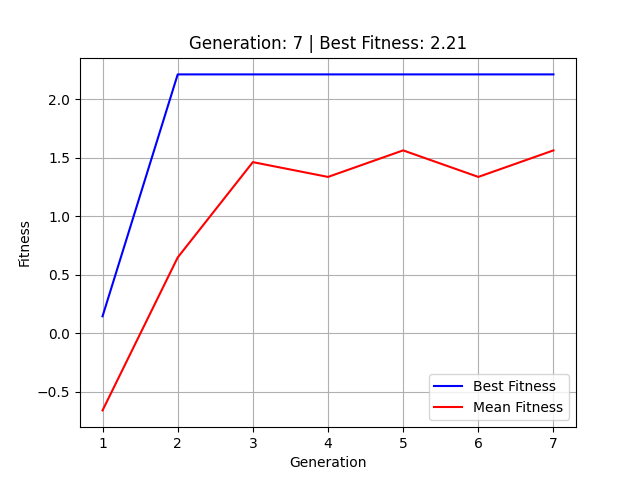 Generation: 7 | Best Fitness: 2.21
Fitness
2.0
1.5
1.0
0.5
0.0
−0.5
Best Fitness
Mean Fitness
1 2 3 4 5 6 7
Generation